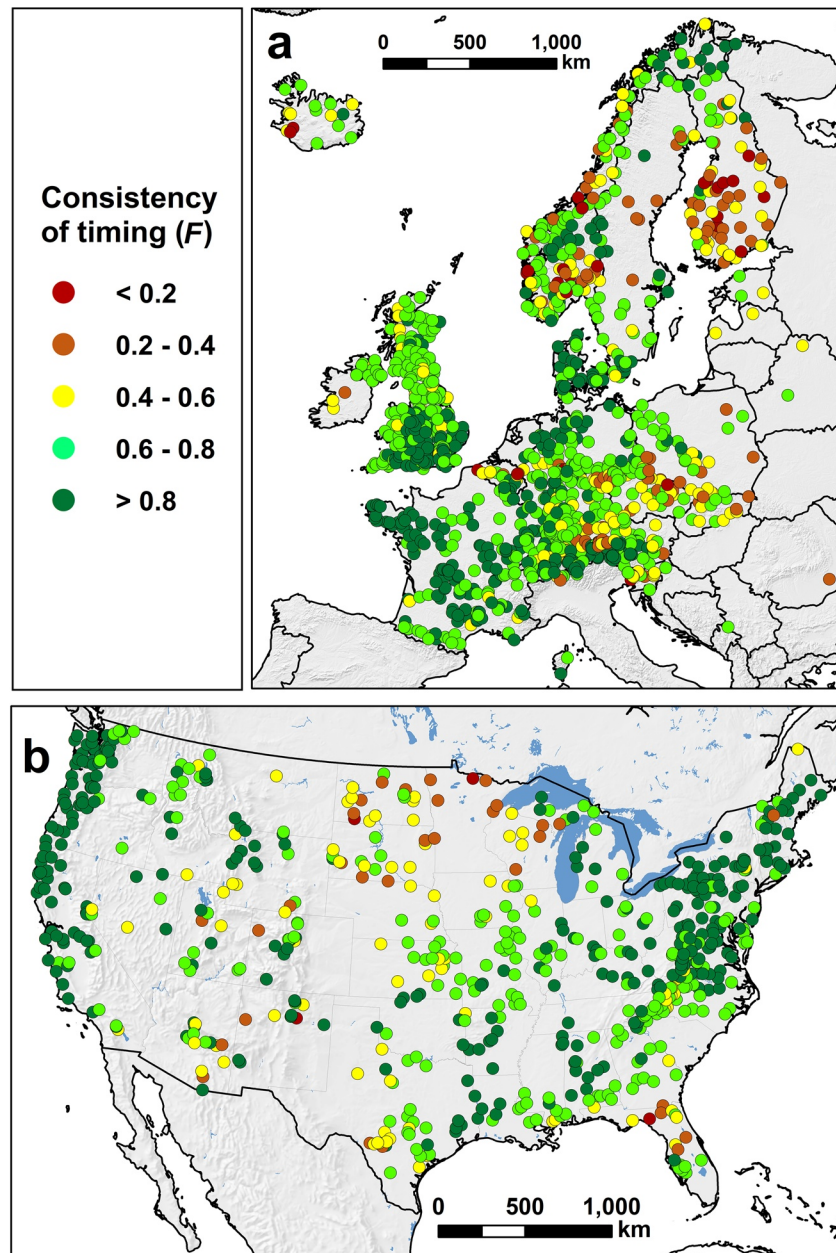 Consistency
of timing (F)
< 0.2
0.2 - 0.4
0.4 - 0.6
0.6 - 0.8
> 0.8
a
0 500 1,000
km
b
0 500 1,000
km